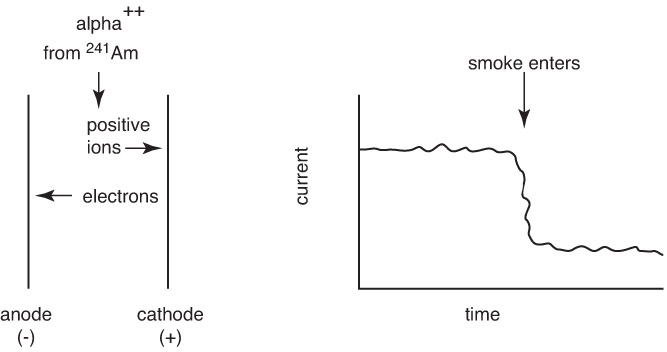 alpha++
from 241Am
positive
ions
electrons
anode
(-)
cathode
(+)
smoke enters
current
time